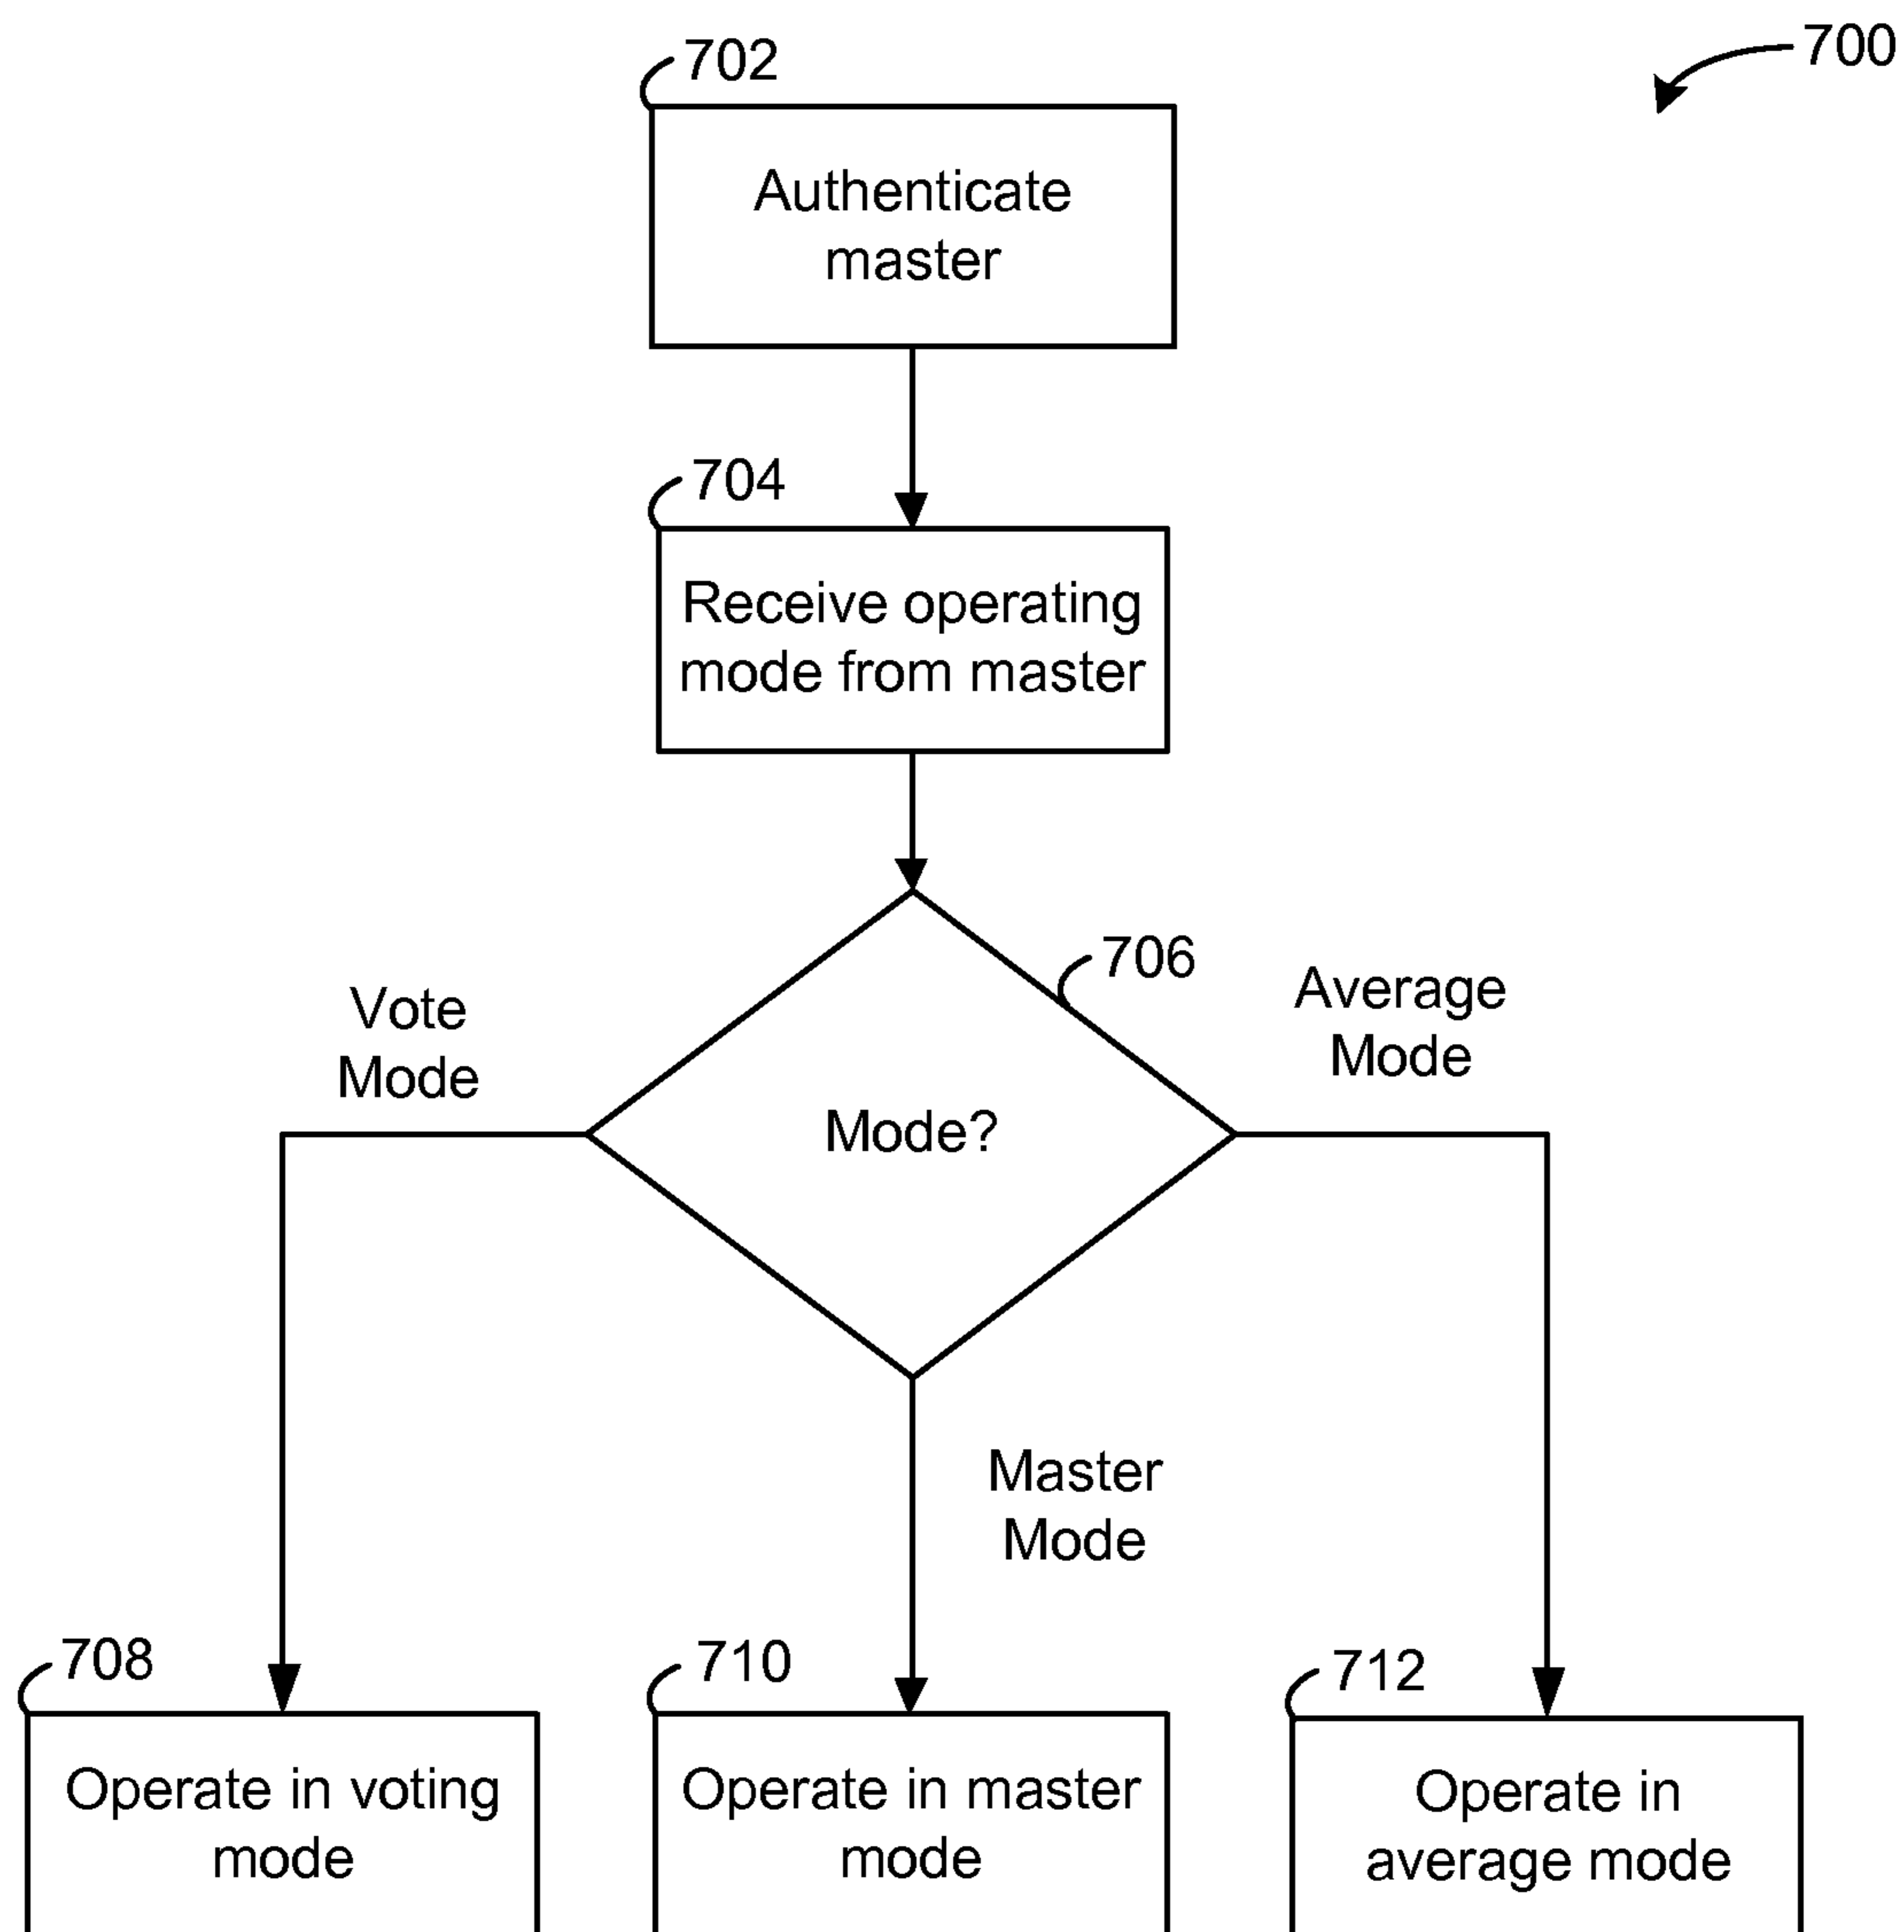 702
700
Authenticate
master
704
Receive operating
mode from master
706
Vote
Mode
Average
Mode
Mode?
Master
Mode
708
710
712
Operate in voting
mode
Operate in master
mode
Operate in
average mode